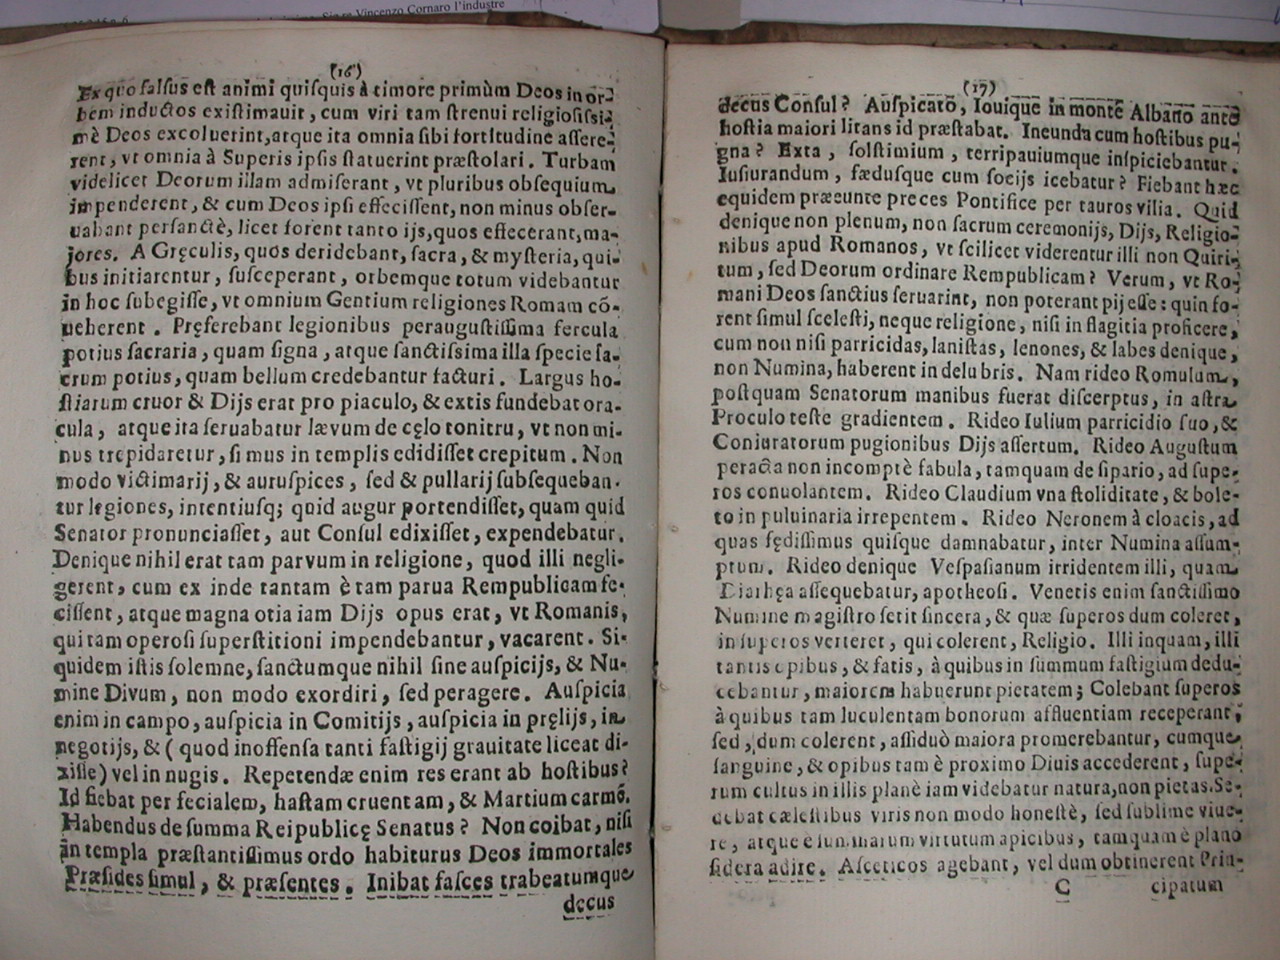 Sig re Vincenzo Cornaro l'industre
(16)
Ex quo falsus est animi quisquis à timore primùm Deos in or-
bem inductos existimauit, cum viri tam strenui religiosissi-
mè Deos excoluerint, atque ita omnia sibi fortitudine assere-
rent, vt omnia à Superis ipsis statuerint præstolari. Turbam
videlicet Deorum illam admiserant, vt pluribus obsequium
impenderent, & cum Deos ipsi effecissent, non minus obser-
uabant persanctè, licet forent tanto ijs, quos effecerant, ma-
jores. A Gręculis, quos deridebant, sacra, & mysteria, qui-
bus initiarentur, susceperant, orbemque totum videbantur
in hoc subegisse, vt omnium Gentium religiones Romam cō-
ueherent. Pręferebant legionibus peraugustissima fercula
potius sacraria, quam signa, atque sanctissima illa specie sa-
crum potius, quam bellum credebantur facturi. Largus ho-
stiarum cruor & Dijs erat pro piaculo, & extis fundebat ora-
cula, atque ita seruabatur lævum de cęlo tonitru, vt non mi-
nus trepidaretur, si mus in templis edidisset crepitum. Non
modo victimarij, & auruspices, sed & pullarij subsequeban-
tur legiones, intentiusq; quid augur portendisset, quam quid
Senator pronunciasset, aut Consul edixisset, expendebatur.
Denique nihil erat tam parvum in religione, quod illi negli-
gerent, cum ex inde tantam è tam parua Rempublicam fe-
cissent, atque magna otia iam Dijs opus erat, vt Romanis,
qui tam operosi superstitioni impendebantur, vacarent. Si-
quidem istis solemne, sanctumque nihil sine auspicijs, & Nu-
mine Divum, non modo exordiri, sed peragere. Auspicia
enim in campo, auspicia in Comitijs, auspicia in pręlijs, in
negotijs, & ( quod inoffensa tanti fastigij grauitate liceat di-
xisse) vel in nugis. Repetendæ enim res erant ab hostibus?
Id fiebat per fecialem, hastam cruentam, & Martium carmē.
Habendus de summa Reipublicę Senatus? Non coibat, nisi
in templa præstantissimus ordo habiturus Deos immortales
Præsides simul, & præsentes. Inibat fasces trabeatumque
decus
(17)
decus Consul? Auspicatō, Iouique in monte Albano ante
hostia maiori litans id præstabat. Ineunda cum hostibus pu-
gna? Exta, solstimium, terripauiumque inspiciebantur.
Iusiurandum, fædusque cum socijs icebatur? Fiebant hæc
equidem præeunte preces Pontifice per tauros vilia. Quid
denique non plenum, non sacrum ceremonijs, Dijs, Religio-
nibus apud Romanos, vt scilicet viderentur illi non Quiri-
tum, sed Deorum ordinare Rempublicam? Verum, vt Ro-
mani Deos sanctius seruarint, non poterant pij esse: quin fo-
rent simul scelesti, neque religione, nisi in flagitia proficere,
cum non nisi parricidas, lanistas, lenones, & labes denique,
non Numina, haberent in delubris. Nam rideo Romulum,
postquam Senatorum manibus fuerat discerptus, in astra
Proculo teste gradientem. Rideo Iulium parricidio suo, &
Coniuratorum pugionibus Dijs assertum. Rideo Augustum
peracta non incomptè fabula, tamquam de sipario, ad supe-
ros conuolantem. Rideo Claudium vna stoliditate, & bole-
to in puluinaria irrepentem. Rideo Neronem à cloacis, ad
quas fędissimus quisque damnabatur, inter Numina assum-
ptum. Rideo denique Vespasianum irridentem illi, quam
assequebatur, apotheosi. Venetis enim sanctissimo
Numine magistro fetit sincera, & quæ superos dum coleret,
in superos verteret, qui colerent, Religio. Illi inquam, illi
tantis opibus, & fatis, à quibus in summum fastigium dedu-
cebantur, maiorem habuerunt pietatem; Colebant superos
à quibus tam luculentam bonorum affluentiam receperant,
sed, dum colerent, assiduò maiora promerebantur, cumque
sanguine, & opibus tam è proximo Diuis accederent, supe-
rum cultus in illis planè iam videbatur natura, non pietas. Se-
debat cælestibus viris non modo honestè, sed sublime viue-
re, atque è summarum virtutum apicibus, tamquam è plano
sidera adire. Asceticos agebant, vel dum obtinerent Prin-
C cipatum